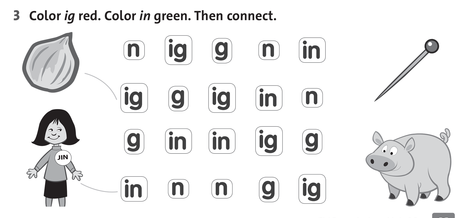 3 Color ig red. Color in green. Then connect.
n ig g n in
ig g ig in n
g in in ig g
JIN
in n n g ig